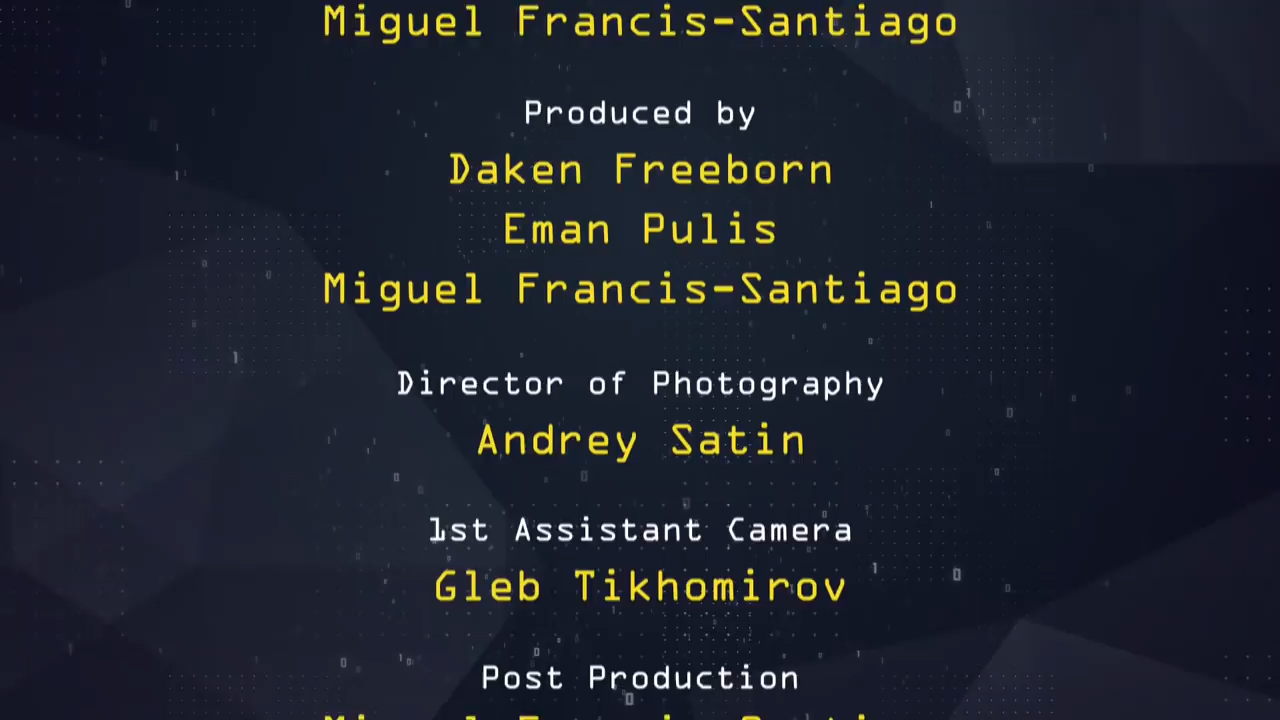 Miguel Francis-Santiago
Produced by
Daken Freeborn
Eman Pulis
Miguel Francis-Santiago
Director of Photography
Andrey Satin
1st Assistant Camera
Gleb Tikhomirov
Post Production